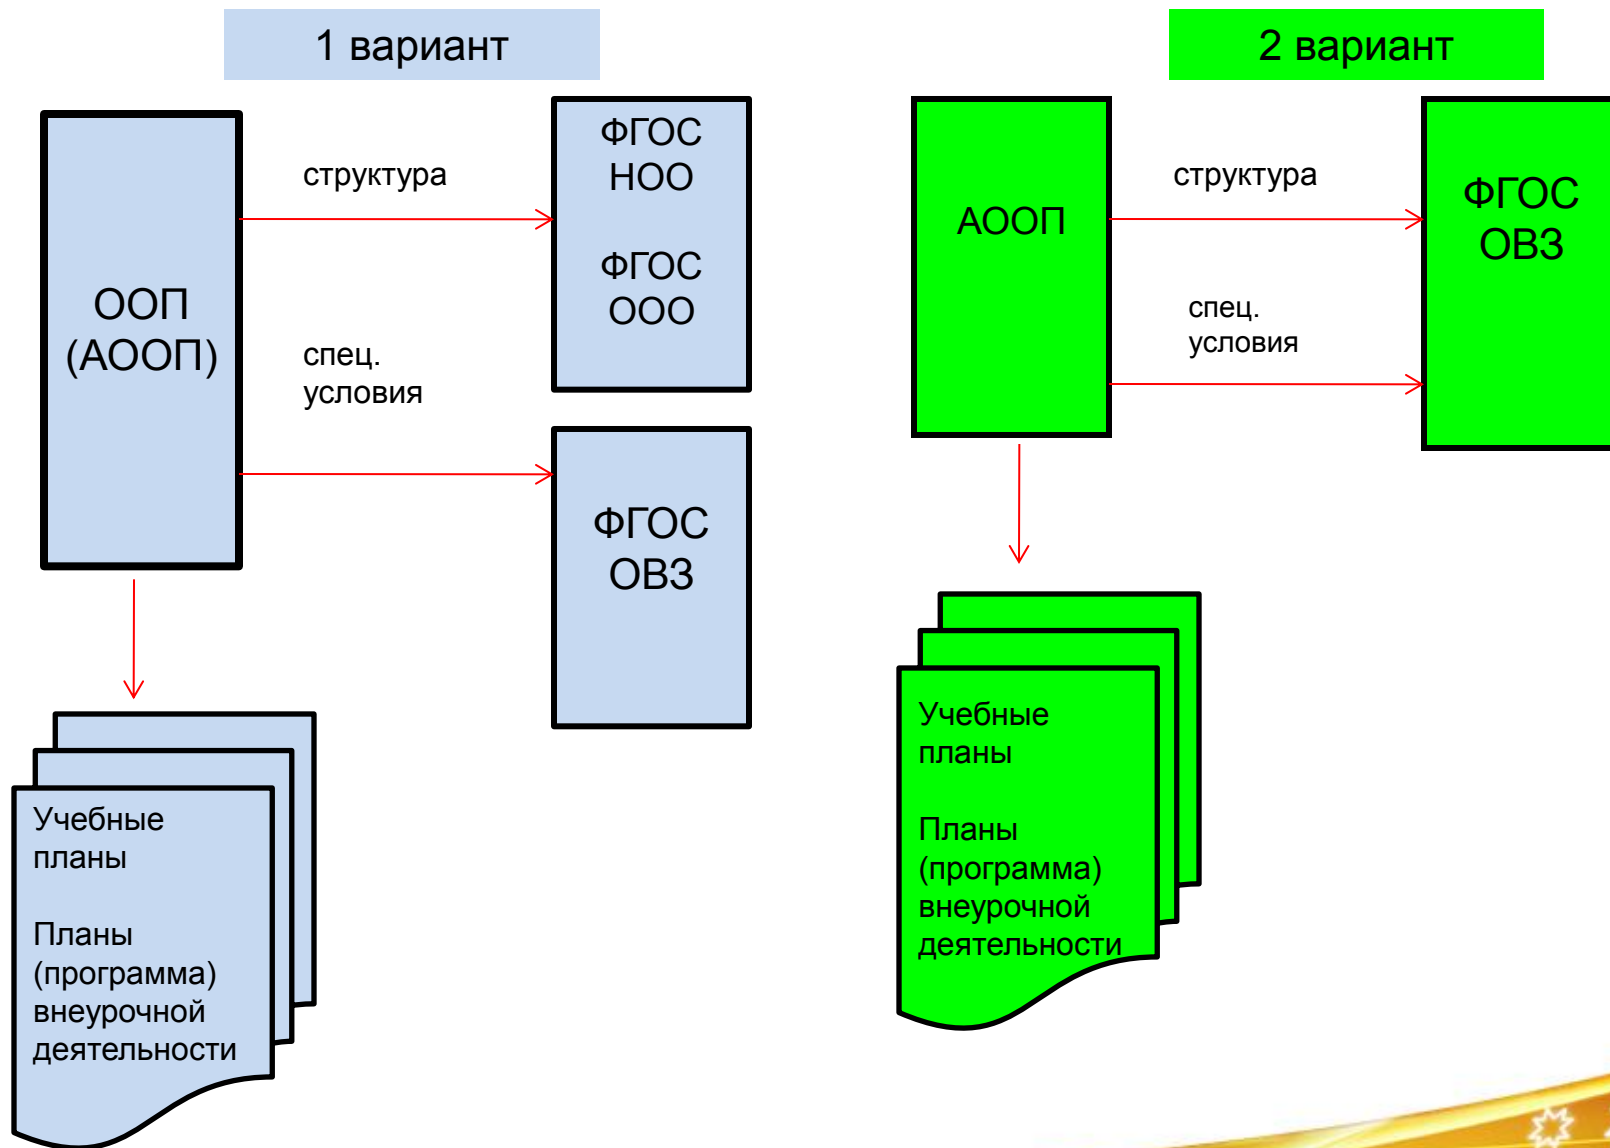 1 вариант
ООП
(АООП)
структура
спец.
условия
ФГОС
НОО
ФГОС
ООО
ФГОС
ОВЗ
Учебные
планы
Планы
(программа)
внеурочной
деятельности
2 вариант
АООП
структура
спец.
условия
ФГОС
ОВЗ
Учебные
планы
Планы
(программа)
внеурочной
деятельности